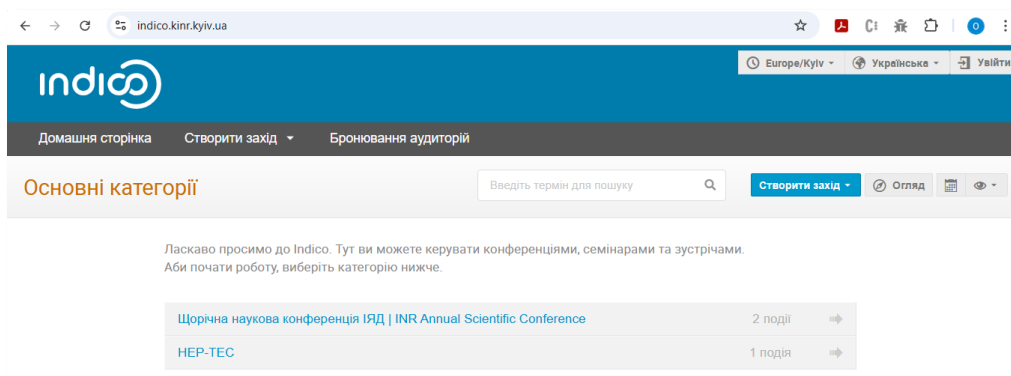 indico.kinr.kyiv.ua
O
Europe/Kyiv
Українська
Увійти
indico
Домашня сторінка Створити захід Бронювання аудиторій
Основні категорії
Введіть термін для пошуку
Створити захід
Огляд
Ласкаво просимо до Indico. Тут ви можете керувати конференціями, семінарами та зустрічами.
Аби почати роботу, виберіть категорію нижче.
Щорічна наукова конференція ІЯД | INR Annual Scientific Conference 2 події
HEP-TEC 1 подія